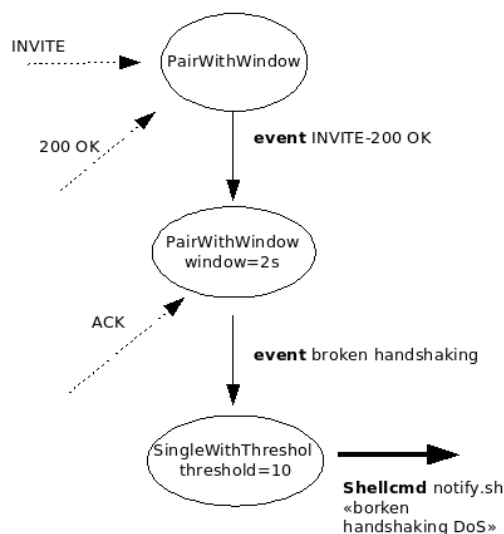 INVITE
PairWithWindow
200 OK
event INVITE-200 OK
PairWithWindow
window=2s
ACK
event broken handshaking
SingleWithThreshol
threshold=10
Shellcmd notify.sh
«borken
handshaking DoS»